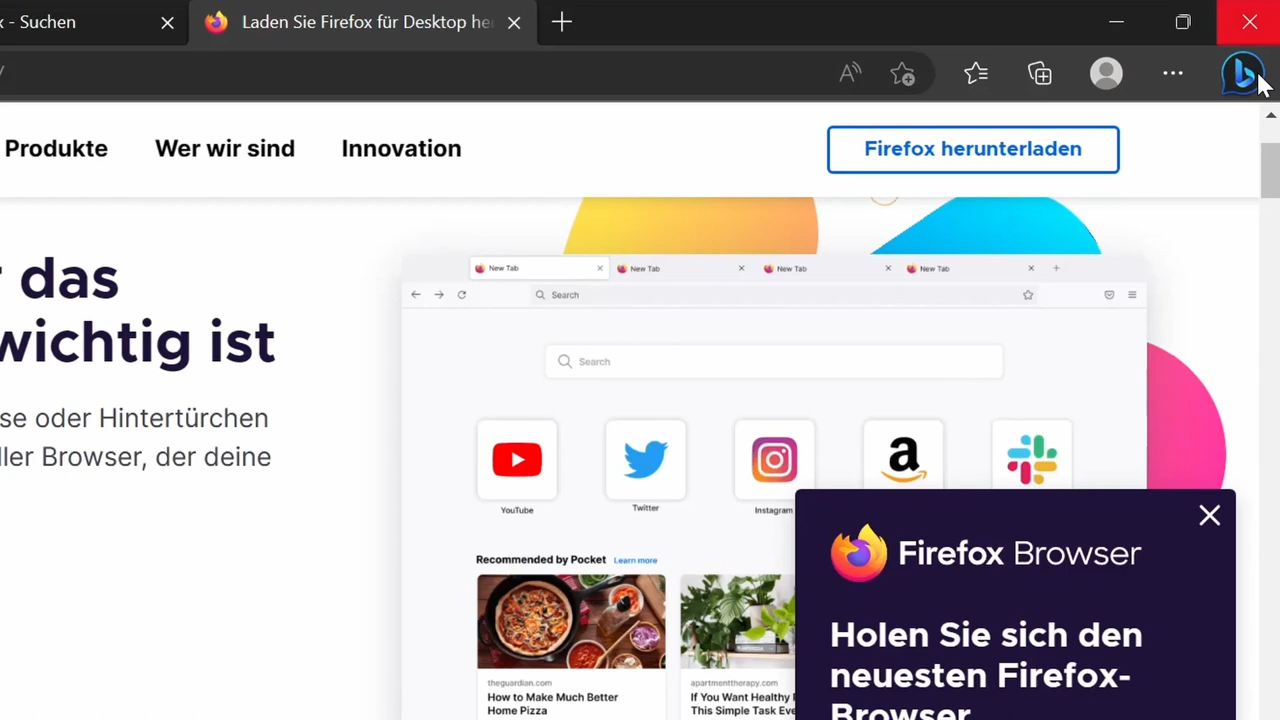 x - Suchen
Laden Sie Firefox für Desktop he
/
Produkte
Wer wir sind
Innovation
Firefox herunterladen
r das
wichtig ist
se oder Hintertürchen
ller Browser, der deine
New Tab
New Tab
New Tab
New Tab
Search
Search
a
YouTube
Twitter
Instagram
Recommended by Pocket Learn more
theguardian.com
How to Make Much Better
Home Pizza
apartmenttherapy.com
If You Want Healthy
This Simple Task Eve
Firefox Browser
Holen Sie sich den
neuesten Firefox-
Browser